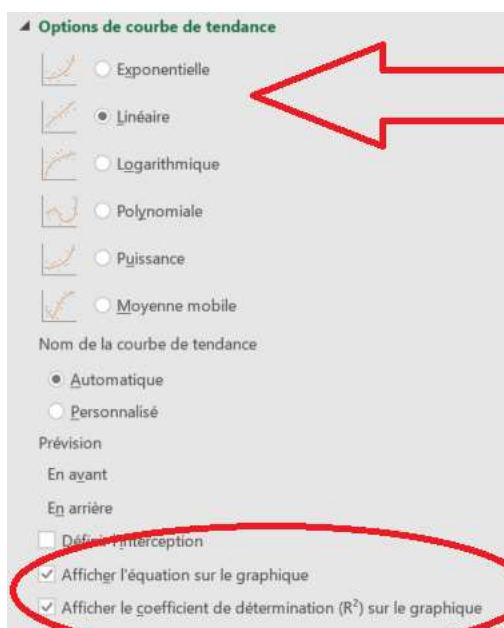 Options de courbe de tendance
Exponentielle
Linéaire
Logarithmique
Polynomiale
Puissance
Moyenne mobile
Nom de la courbe de tendance
Automatique
Personnalisé
Prévision
En avant
En arrière
Définir l'interception
Afficher l'équation sur le graphique
Afficher le coefficient de détermination (R²) sur le graphique